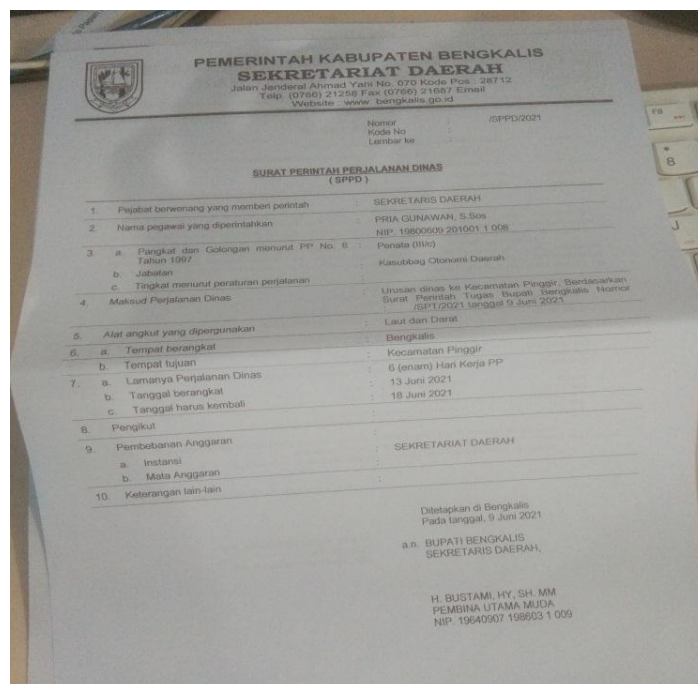 PEMERINTAH KABUPATEN BENGKALIS
SEKRETARIAT DAERAH
Jalan Jenderal Ahmad Yani No. 070 Kode Pos : 28712
Telp. (0766) 21258 Fax (0766) 21687 Email
Website : www. bengkalis.go.id
Nomor : /SPPD/2021
Kode No :
Lembar ke :
SURAT PERINTAH PERJALANAN DINAS
( SPPD )
1. Pejabat berwenang yang memberi perintah : SEKRETARIS DAERAH
2. Nama pegawai yang diperintahkan : PRIA GUNAWAN, S.Sos
NIP. 19800609 201001 1 008
3. a. Pangkat dan Golongan menurut PP No. 6 : Penata (III/c)
Tahun 1997
b. Jabatan : Kasubbag Otonomi Daerah
c. Tingkat menurut peraturan perjalanan :
4. Maksud Perjalanan Dinas : Urusan dinas ke Kecamatan Pinggir, Berdasarkan
Surat Perintah Tugas Bupati Bengkalis Nomor
/SPT/2021 tanggal 9 Juni 2021
5. Alat angkut yang dipergunakan : Laut dan Darat
6. a. Tempat berangkat : Bengkalis
b. Tempat tujuan : Kecamatan Pinggir
7. a. Lamanya Perjalanan Dinas : 6 (enam) Hari Kerja PP
b. Tanggal berangkat : 13 Juni 2021
c. Tanggal harus kembali : 18 Juni 2021
8. Pengikut :
9. Pembebanan Anggaran :
a. Instansi : SEKRETARIAT DAERAH
b. Mata Anggaran :
10. Keterangan lain-lain :
Ditetapkan di Bengkalis
Pada tanggal, 9 Juni 2021
a.n. BUPATI BENGKALIS
SEKRETARIS DAERAH,
H. BUSTAMI, HY, SH. MM
PEMBINA UTAMA MUDA
NIP. 19640907 198603 1 009
F8
*
8
J